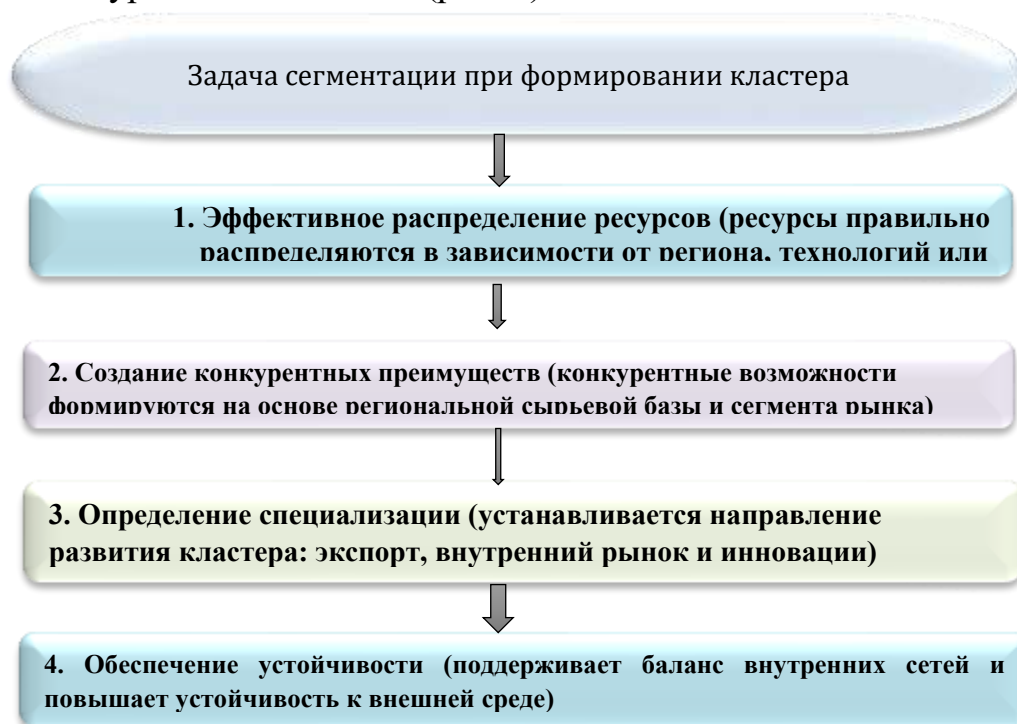 Задача сегментации при формировании кластера
1. Эффективное распределение ресурсов (ресурсы правильно
распределяются в зависимости от региона, технологий или
2. Создание конкурентных преимуществ (конкурентные возможности
формируются на основе региональной сырьевой базы и сегмента рынка)
3. Определение специализации (устанавливается направление
развития кластера: экспорт, внутренний рынок и инновации)
4. Обеспечение устойчивости (поддерживает баланс внутренних сетей и
повышает устойчивость к внешней среде)